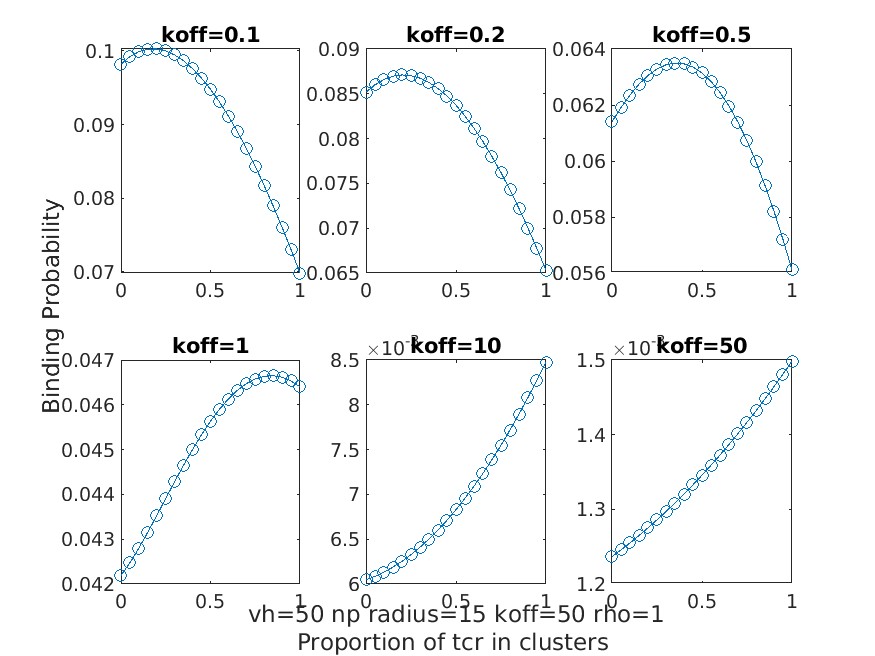 koff=0.1 koff=0.2 koff=0.5
0.1 0.09 0.08 0.07
0 0.5 1
0.09 0.085 0.08 0.075 0.07 0.065
0 0.5 1
0.064 0.062 0.06 0.058 0.056
0 0.5 1
Binding Probability
koff=1 ×10⁻³ koff=10 ×10⁻³ koff=50
0.047 0.046 0.045 0.044 0.043 0.042
0 0.5 1
8.5 8 7.5 7 6.5 6
0 0.5 1
1.5 1.4 1.3 1.2
0 0.5 1
vh=50 np radius=15 koff=50 rho=1
Proportion of tcr in clusters